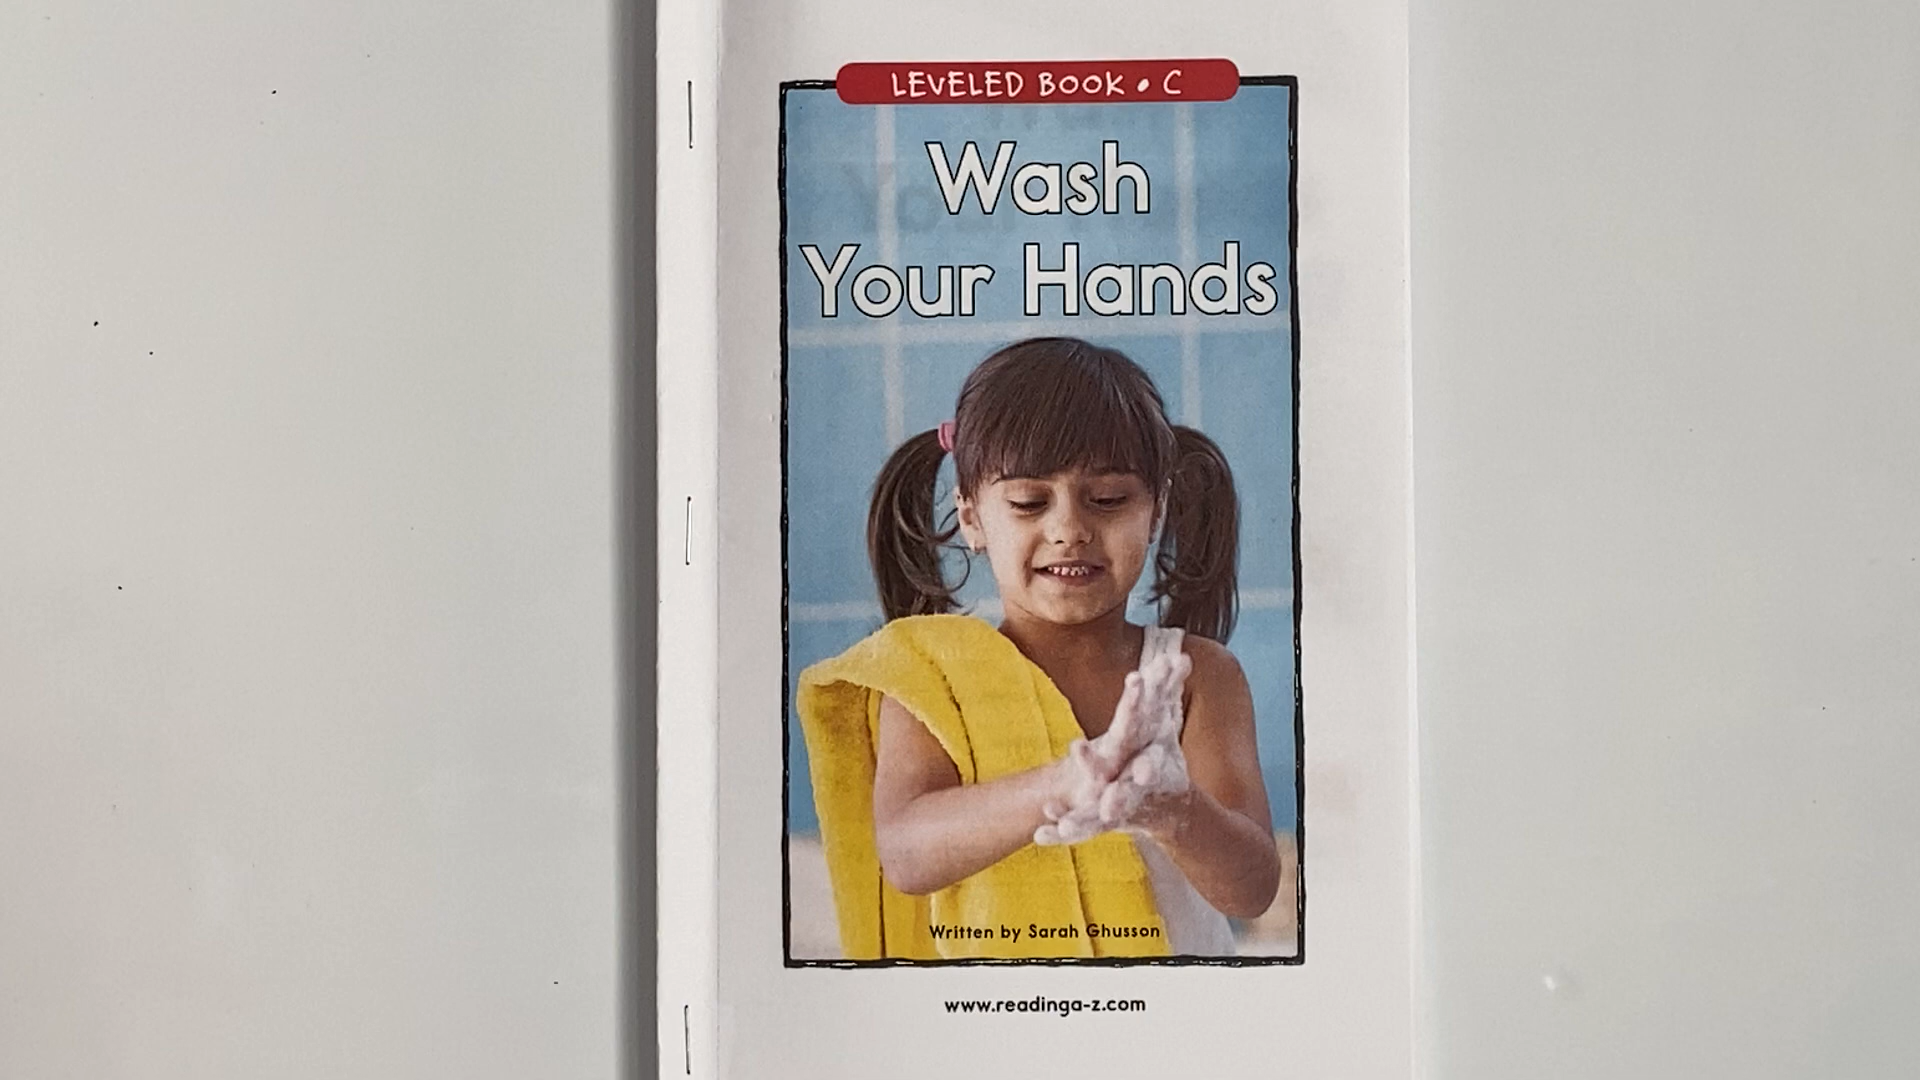 LEVELED BOOK • C
Wash
Your Hands
Written by Sarah Ghusson
www.readinga-z.com